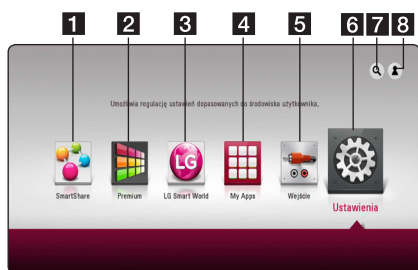 1 2 3 4 5 6 7 8
Umożliwia regulację ustawień dopasowanych do środowiska użytkownika.
LG
SmartShare Premium LG Smart World My Apps Wejście
Ustawienia